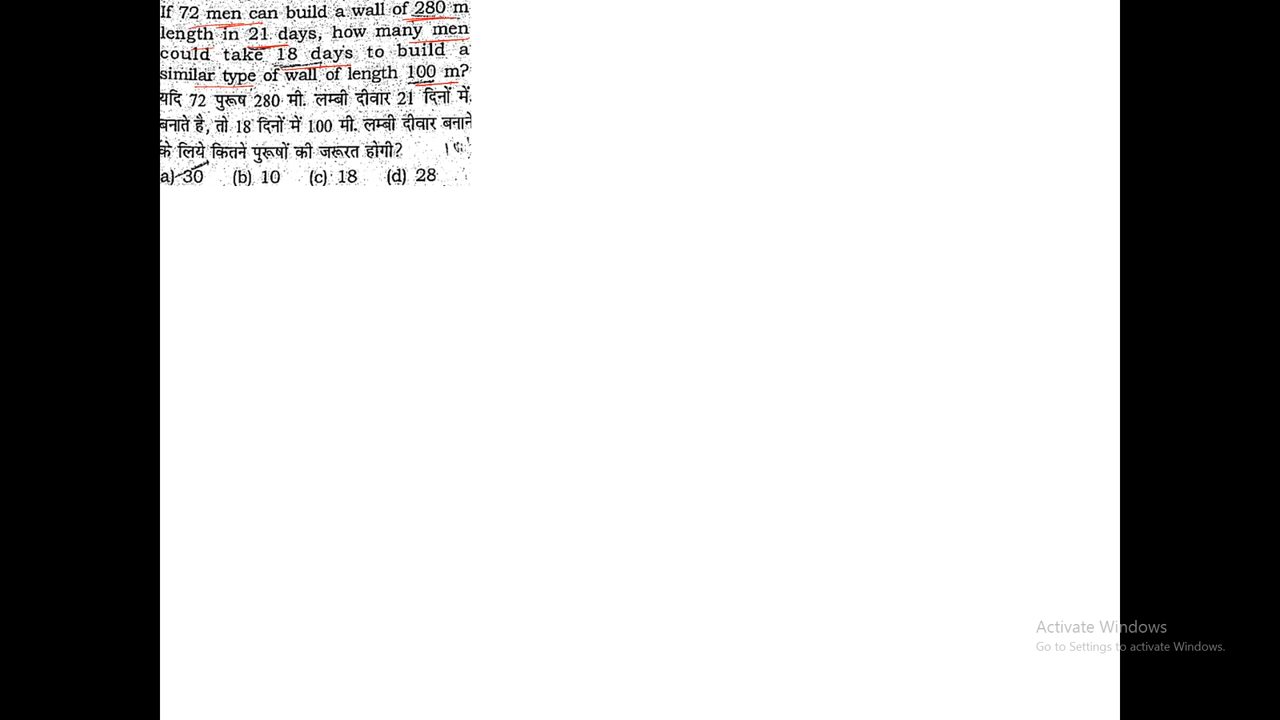 If 72 men can build a wall of 280 m
length in 21 days, how many men
could take 18 days to build a
similar type of wall of length 100 m?
यदि 72 पुरूष 280 मी. लम्बी दीवार 21 दिनों में
बनाते है, तो 18 दिनों में 100 मी. लम्बी दीवार बनाने
के लिये कितने पुरूषों की जरूरत होगी?
a) 30 (b) 10 (c) 18 (d) 28
Activate Windows
Go to Settings to activate Windows.